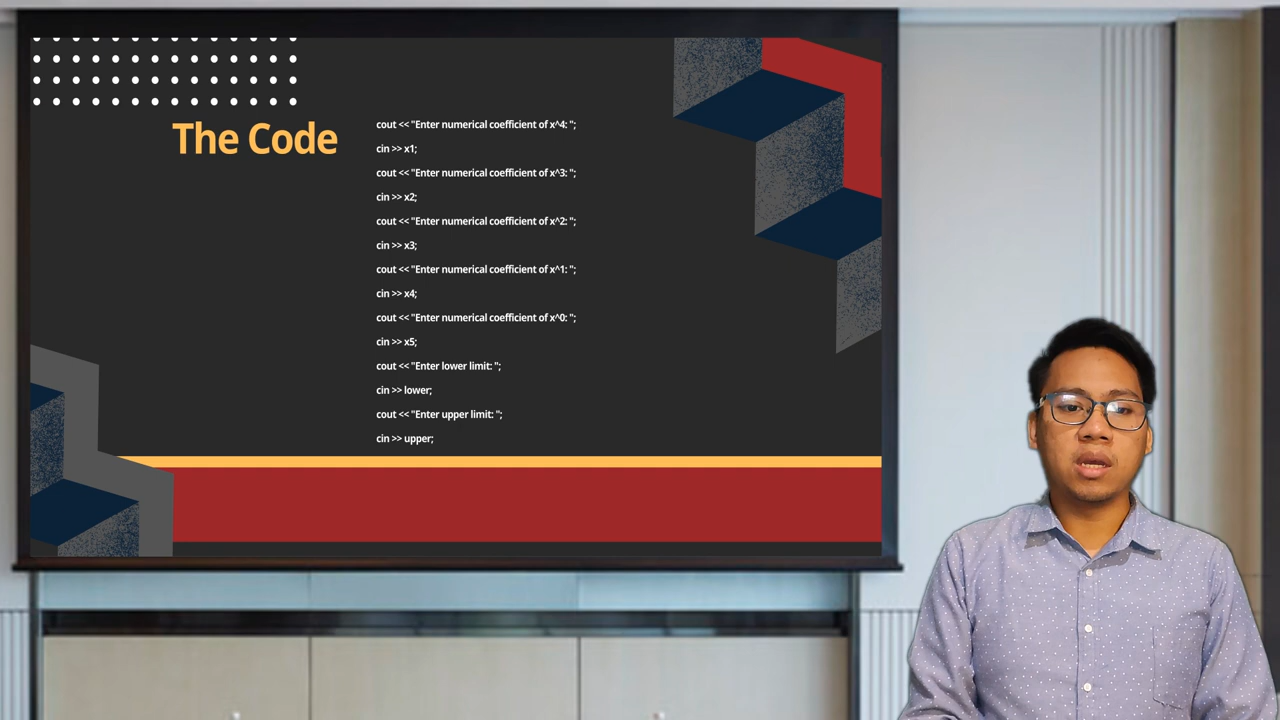 The Code
cout << "Enter numerical coefficient of x^4: ";
cin >> x1;
cout << "Enter numerical coefficient of x^3: ";
cin >> x2;
cout << "Enter numerical coefficient of x^2: ";
cin >> x3;
cout << "Enter numerical coefficient of x^1: ";
cin >> x4;
cout << "Enter numerical coefficient of x^0: ";
cin >> x5;
cout << "Enter lower limit: ";
cin >> lower;
cout << "Enter upper limit: ";
cin >> upper;